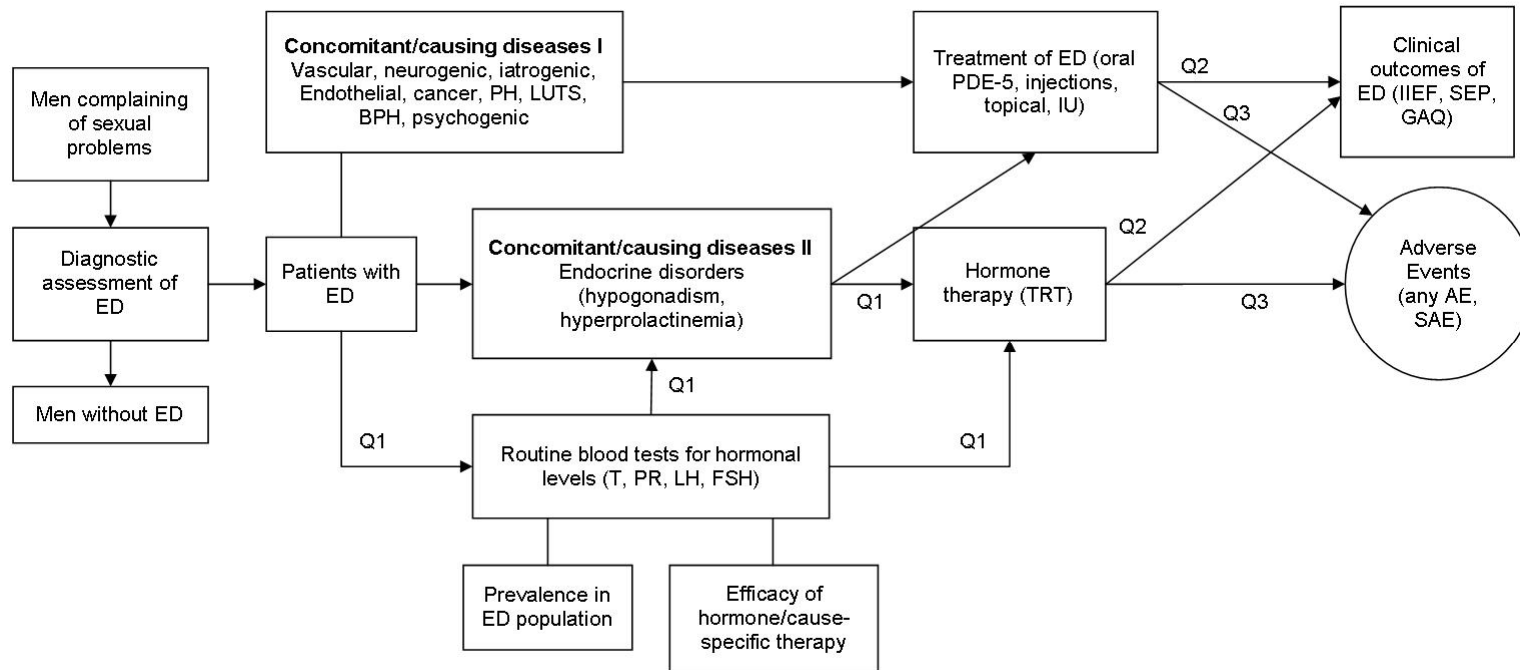 Men complaining
of sexual
problems
Diagnostic
assessment of
ED
Men without ED
Concomitant/causing diseases I
Vascular, neurogenic, iatrogenic,
Endothelial, cancer, PH, LUTS,
BPH, psychogenic
Patients with
ED
Concomitant/causing diseases II
Endocrine disorders
(hypogonadism,
hyperprolactinemia)
Q1
Q1
Routine blood tests for hormonal
levels (T, PR, LH, FSH)
Prevalence in
ED population
Efficacy of
hormone/cause-
specific therapy
Treatment of ED (oral
PDE-5, injections,
topical, IU)
Q1
Hormone
therapy (TRT)
Q1
Q2
Q3
Q2
Q3
Clinical
outcomes of
ED (IIEF, SEP,
GAQ)
Adverse
Events
(any AE,
SAE)